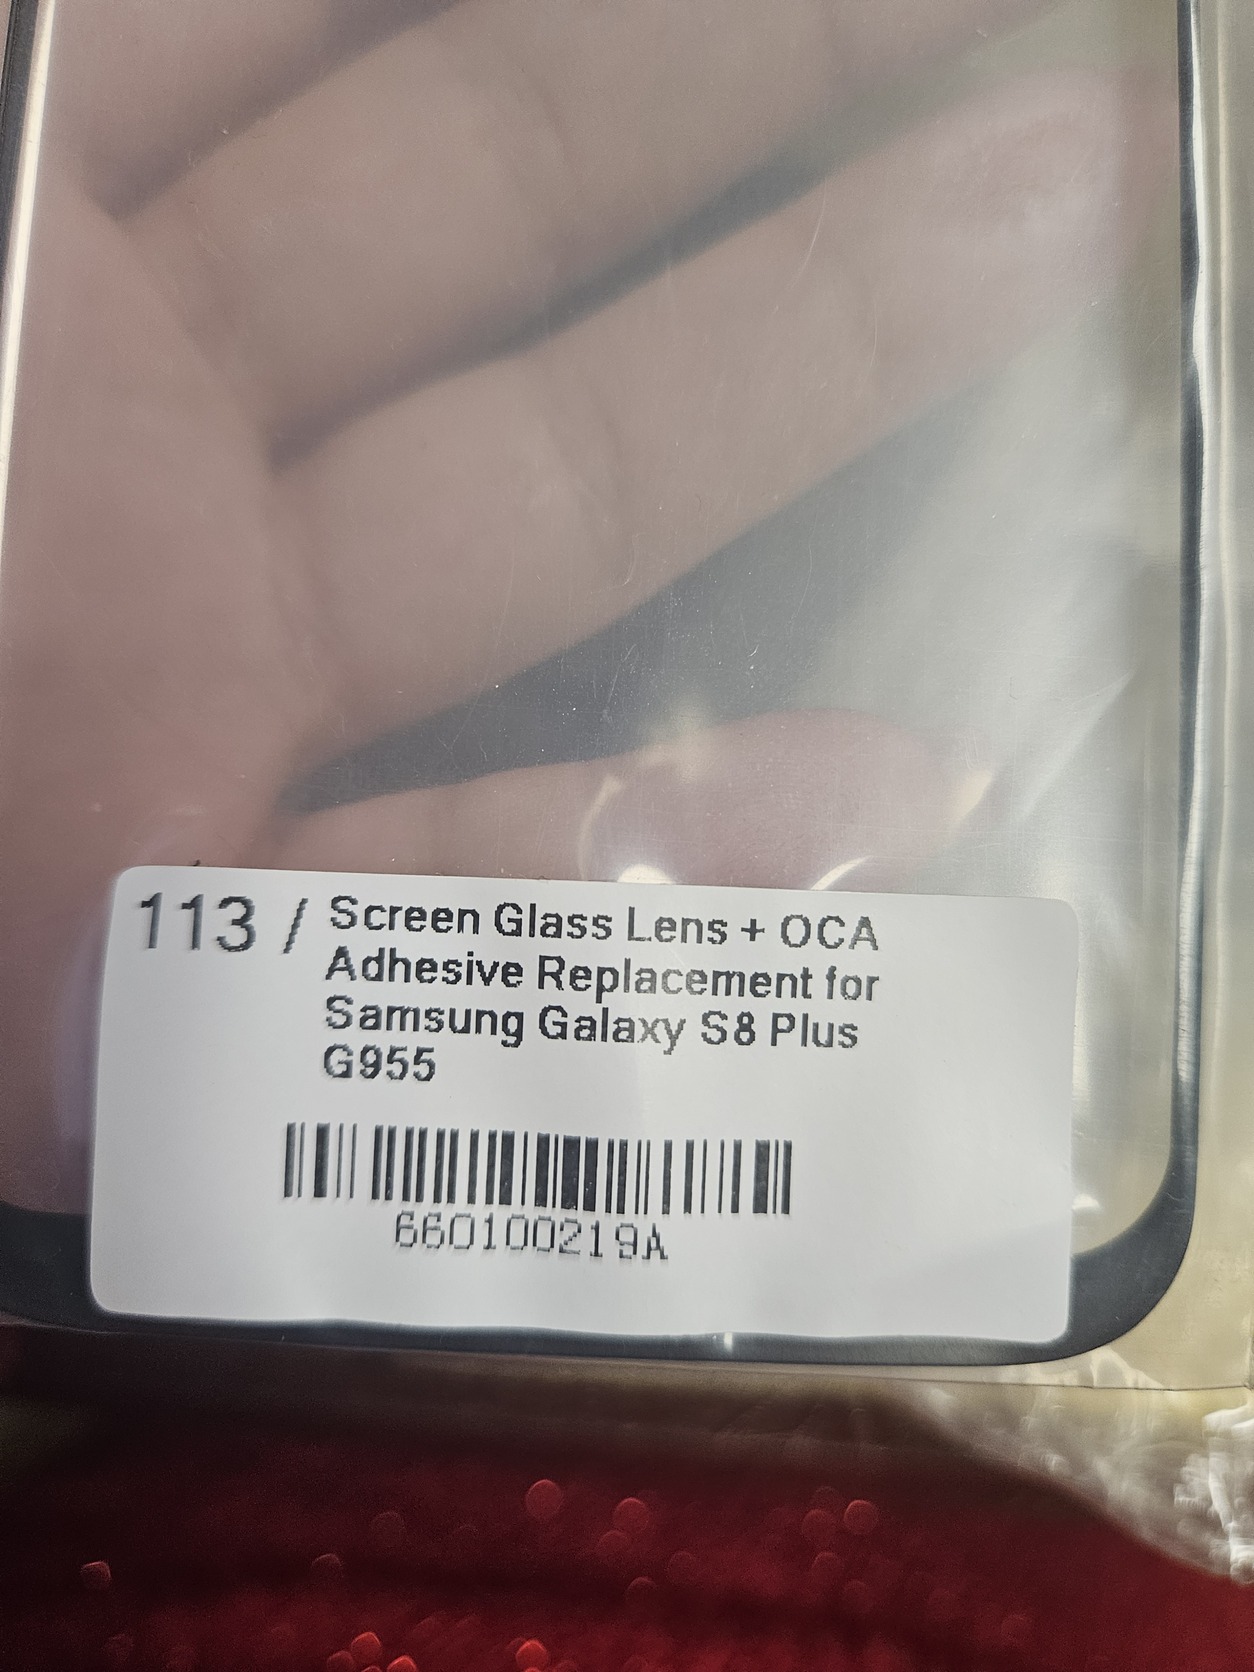 113 / Screen Glass Lens + OCA
Adhesive Replacement for
Samsung Galaxy S8 Plus
G955
660100219A